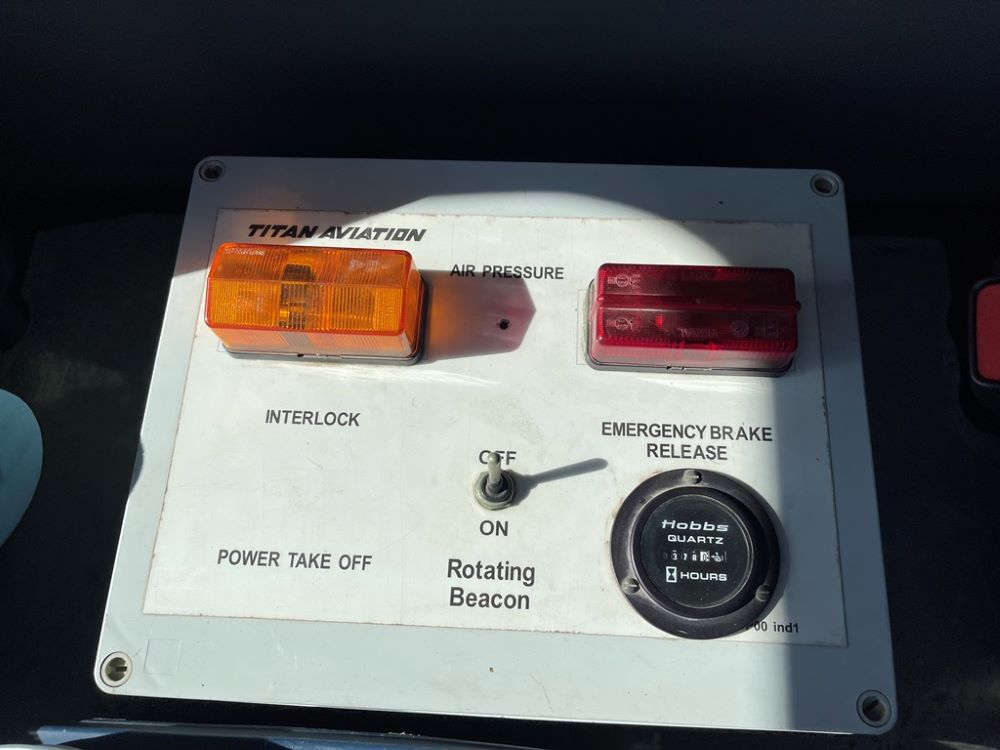 TITAN AVIATION
AIR PRESSURE
INTERLOCK
EMERGENCY BRAKE
RELEASE
OFF
ON
Hobbs
QUARTZ
HOURS
POWER TAKE OFF
Rotating
Beacon
00 ind1